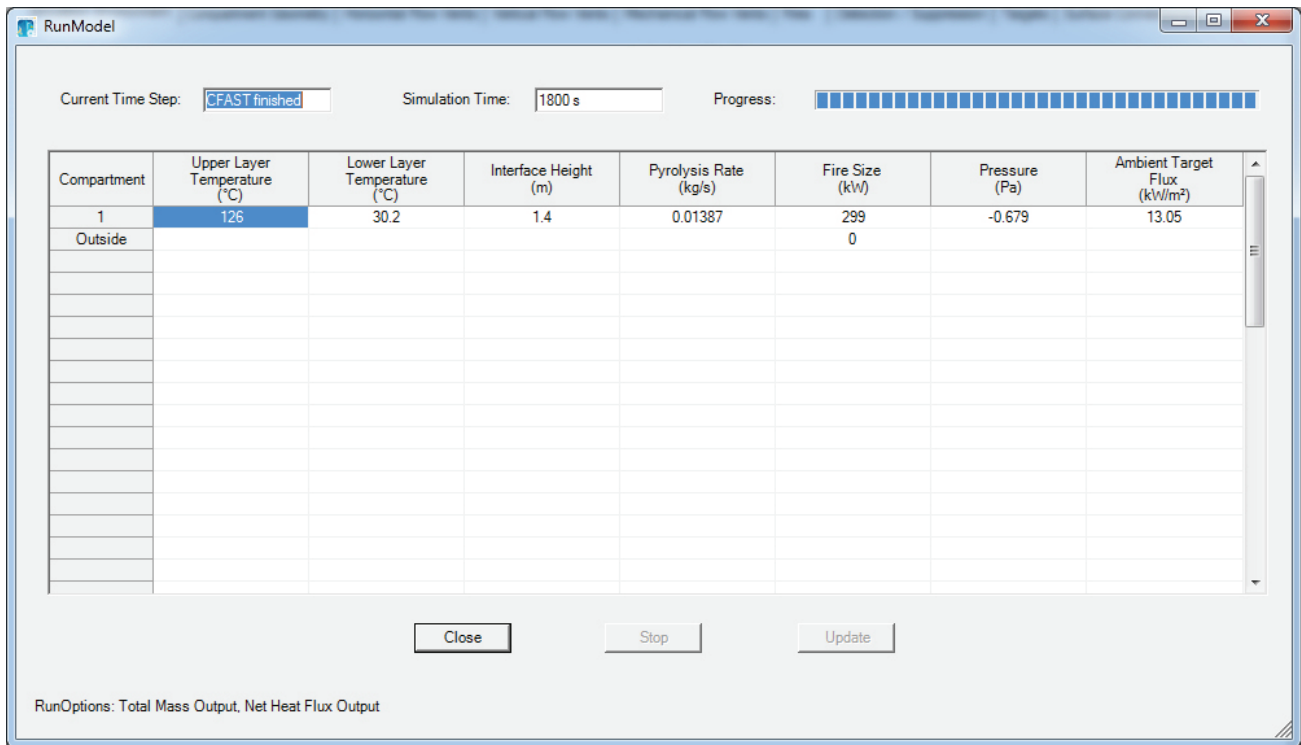 RunModel
Current Time Step: CFAST finished Simulation Time: 1800 s Progress:
Compartment Upper Layer Temperature (°C) Lower Layer Temperature (°C) Interface Height (m) Pyrolysis Rate (kg/s) Fire Size (kW) Pressure (Pa) Ambient Target Flux (kW/m²)
1 126 30.2 1.4 0.01387 299 -0.679 13.05
Outside 0
Close Stop Update
RunOptions: Total Mass Output, Net Heat Flux Output